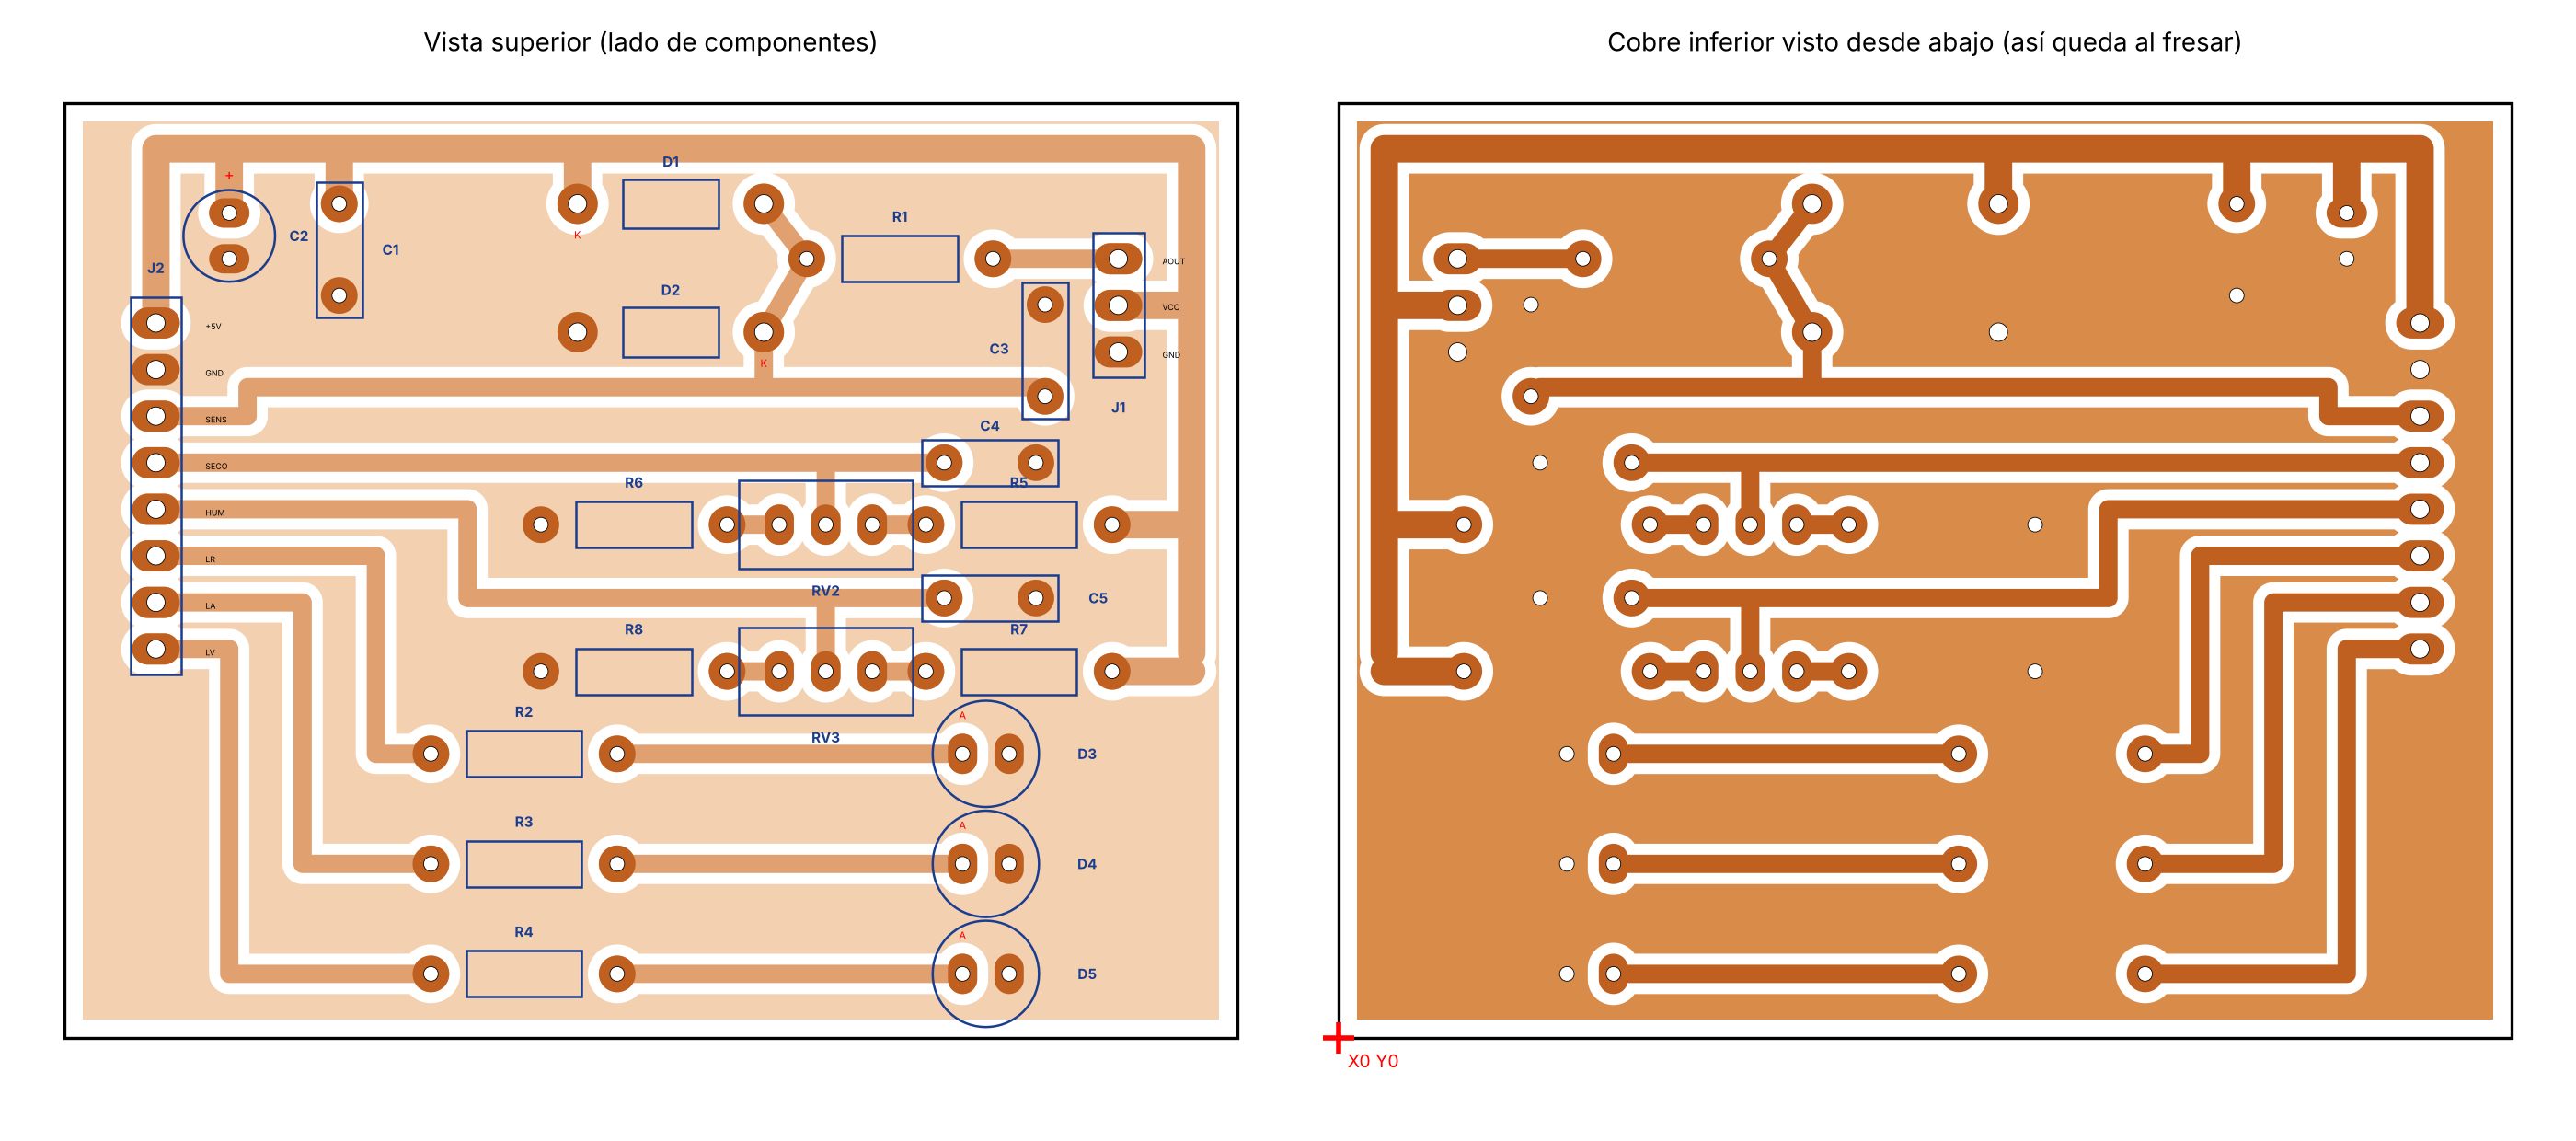 Vista superior (lado de componentes)
Cobre inferior visto desde abajo (así queda al fresar)
D1
+
R1
C2
C1
K
J2
AOUT
D2
VCC
+5V
C3
GND
K
GND
J1
SENS
C4
SECO
R6
R5
HUM
LR
RV2
C5
LA
R8
R7
LV
R2
A
RV3
D3
R3
A
D4
R4
A
D5
X0 Y0